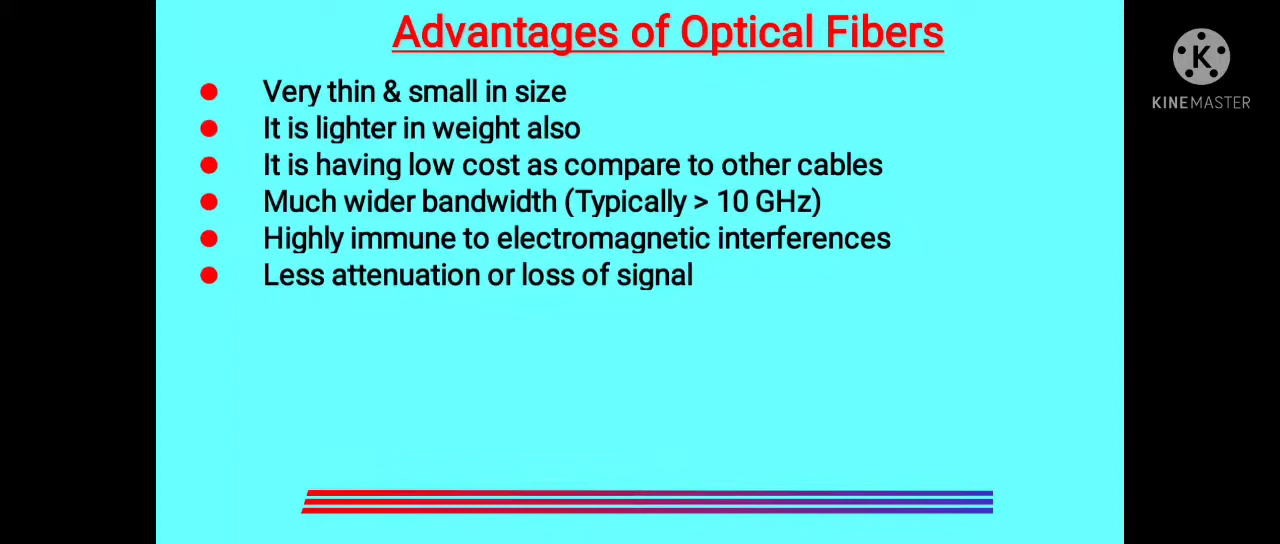 Advantages of Optical Fibers
Very thin & small in size
It is lighter in weight also
It is having low cost as compare to other cables
Much wider bandwidth (Typically > 10 GHz)
Highly immune to electromagnetic interferences
Less attenuation or loss of signal
K
KINEMASTER